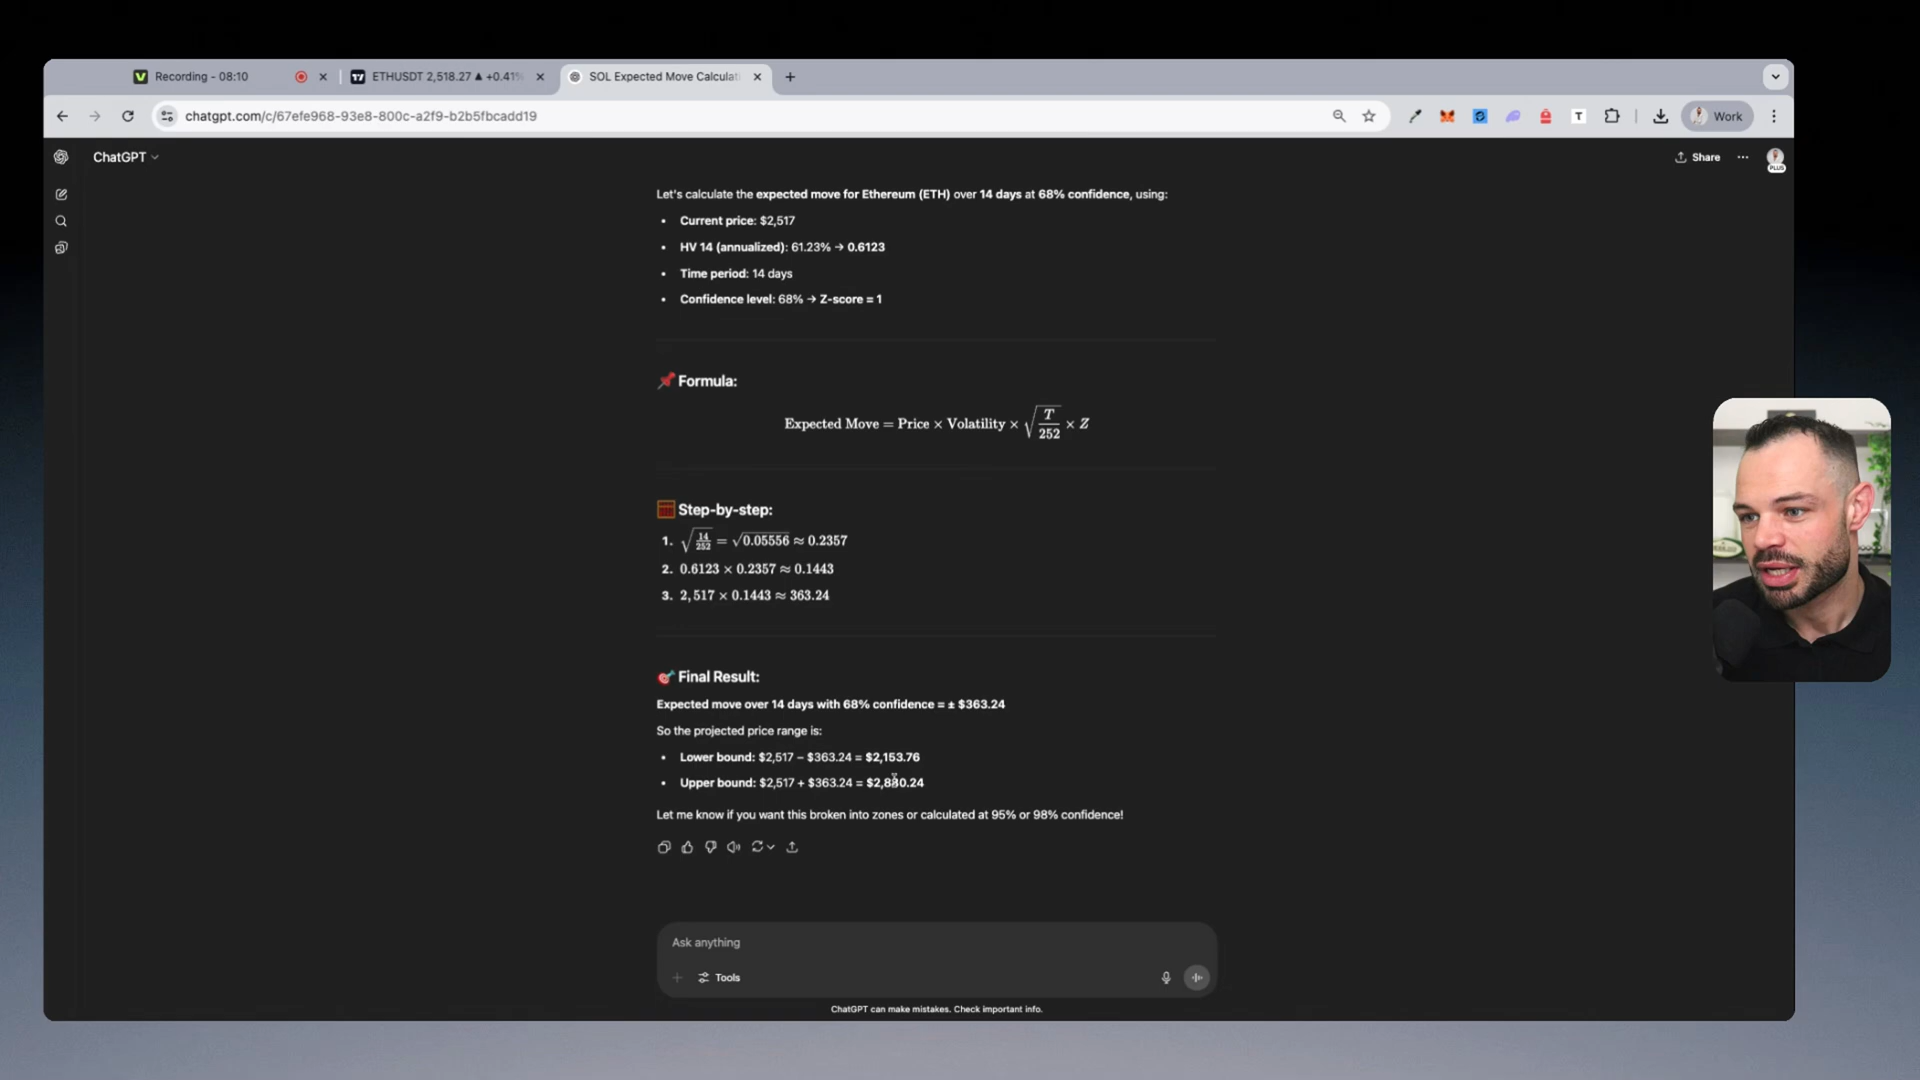 Recording - 08:10
ETHUSDT 2,518.27 ▲ +0.41%
SOL Expected Move Calculat
chatgpt.com/c/67efe968-93e8-800c-a2f9-b2b5fbcadd19
T
Work
ChatGPT
Share
PLUS
Let's calculate the expected move for Ethereum (ETH) over 14 days at 68% confidence, using:
• Current price: $2,517
• HV 14 (annualized): 61.23% → 0.6123
• Time period: 14 days
• Confidence level: 68% → Z-score = 1
📌 Formula:
Expected Move = Price × Volatility × √(T/252) × Z
🧮 Step-by-step:
1. √(14/252) = √0.05556 ≈ 0.2357
2. 0.6123 × 0.2357 ≈ 0.1443
3. 2,517 × 0.1443 ≈ 363.24
🎯 Final Result:
Expected move over 14 days with 68% confidence = ± $363.24
So the projected price range is:
• Lower bound: $2,517 – $363.24 = $2,153.76
• Upper bound: $2,517 + $363.24 = $2,880.24
Let me know if you want this broken into zones or calculated at 95% or 98% confidence!
Ask anything
Tools
ChatGPT can make mistakes. Check important info.